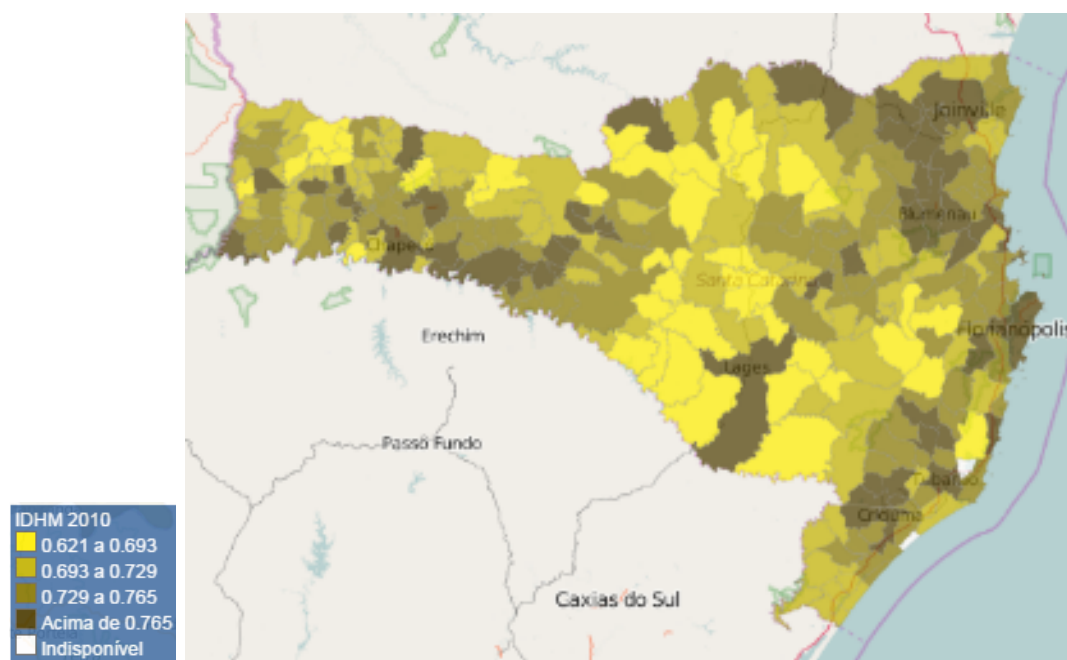 Joinville
Blumenau
Chapecó
Santa Catarina
Florianópolis
Erechim
Lages
Passo Fundo
Tubarão
Criciúma
Caxias do Sul
IDHM 2010
0.621 a 0.693
0.693 a 0.729
0.729 a 0.765
Acima de 0.765
Indisponível